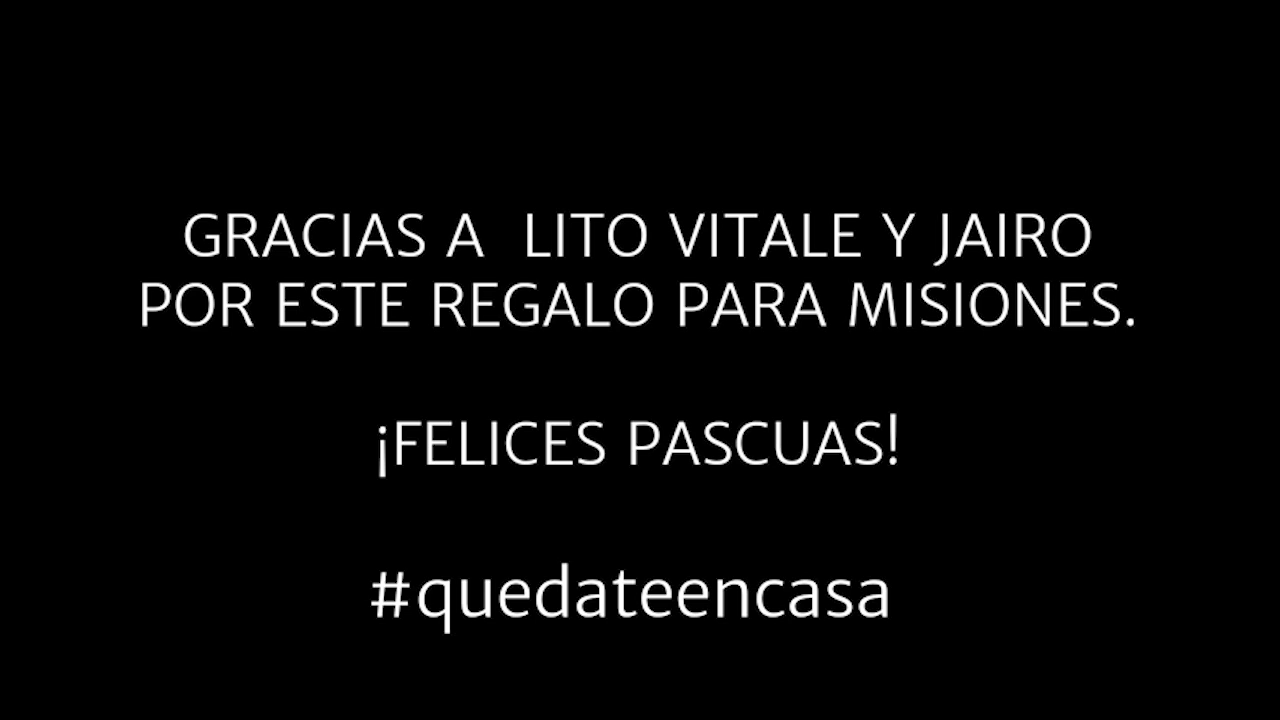 GRACIAS A  LITO VITALE Y JAIRO
POR ESTE REGALO PARA MISIONES.
¡FELICES PASCUAS!
#quedateencasa